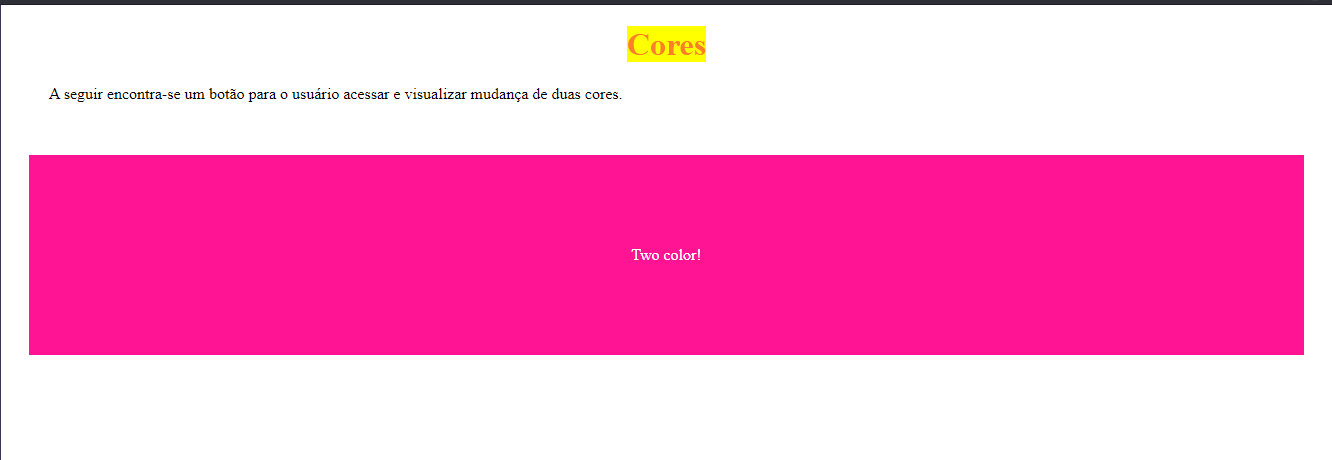 Cores
A seguir encontra-se um botão para o usuário acessar e visualizar mudança de duas cores.
Two color!